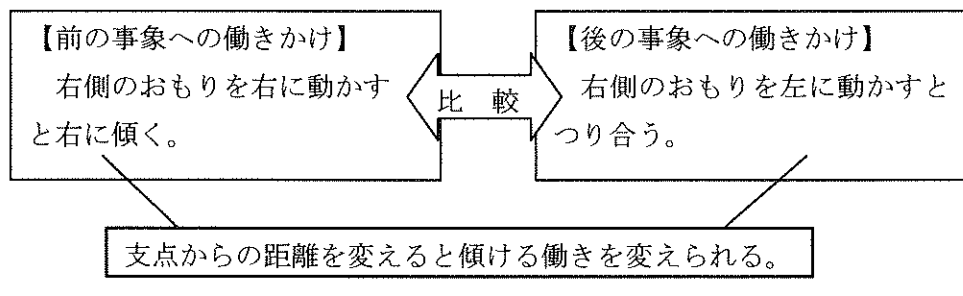 【前の事象への働きかけ】
右側のおもりを右に動かす
と右に傾く。
比　較
【後の事象への働きかけ】
右側のおもりを左に動かすと
つり合う。
支点からの距離を変えると傾ける働きを変えられる。